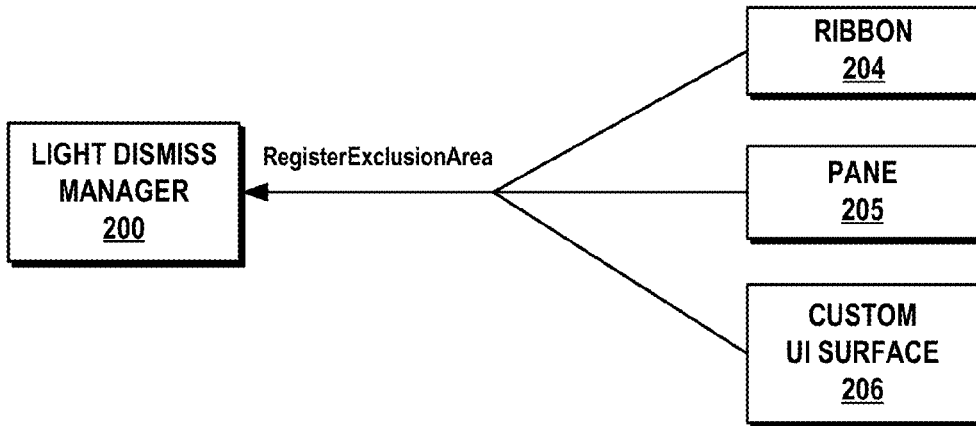 LIGHT DISMISS
MANAGER
200
RegisterExclusionArea
RIBBON
204
PANE
205
CUSTOM
UI SURFACE
206